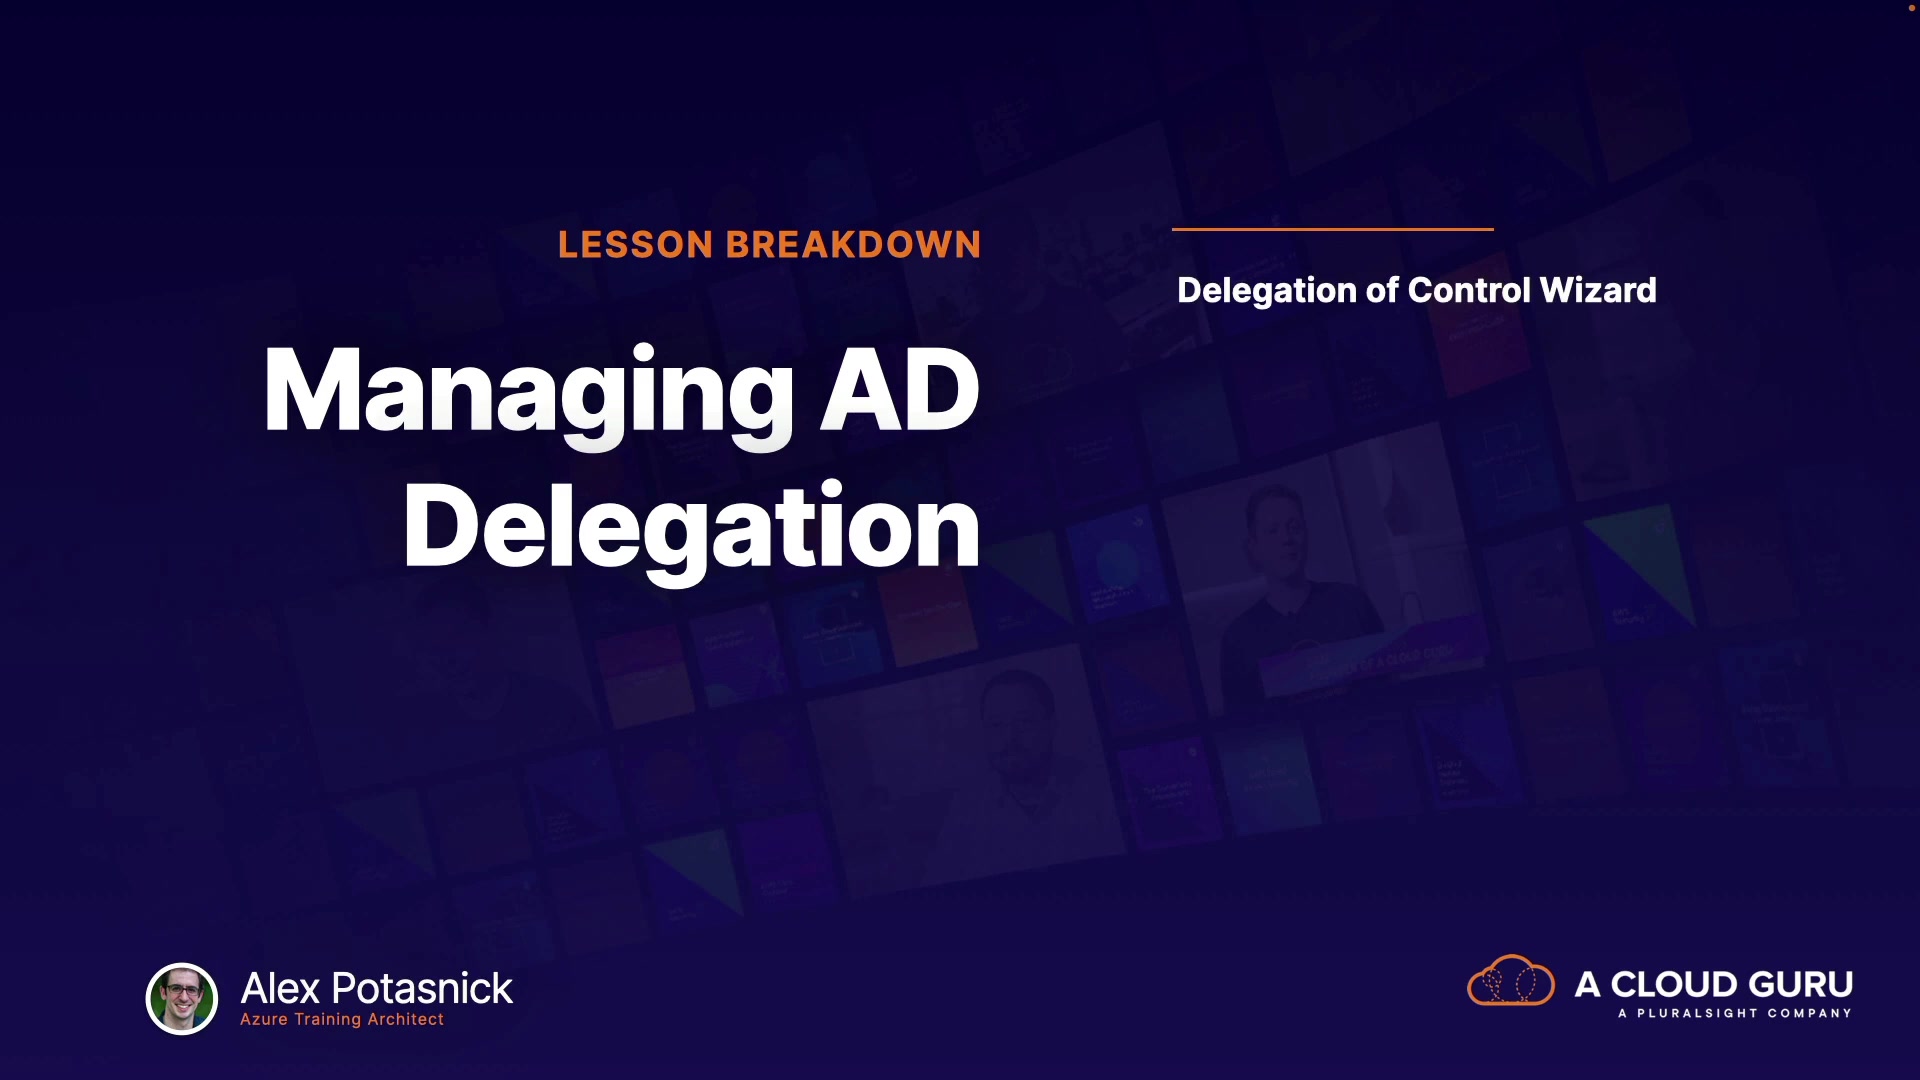 LESSON BREAKDOWN
Managing AD
Delegation
Delegation of Control Wizard
Alex Potasnick
Azure Training Architect
A CLOUD GURU
A PLURALSIGHT COMPANY